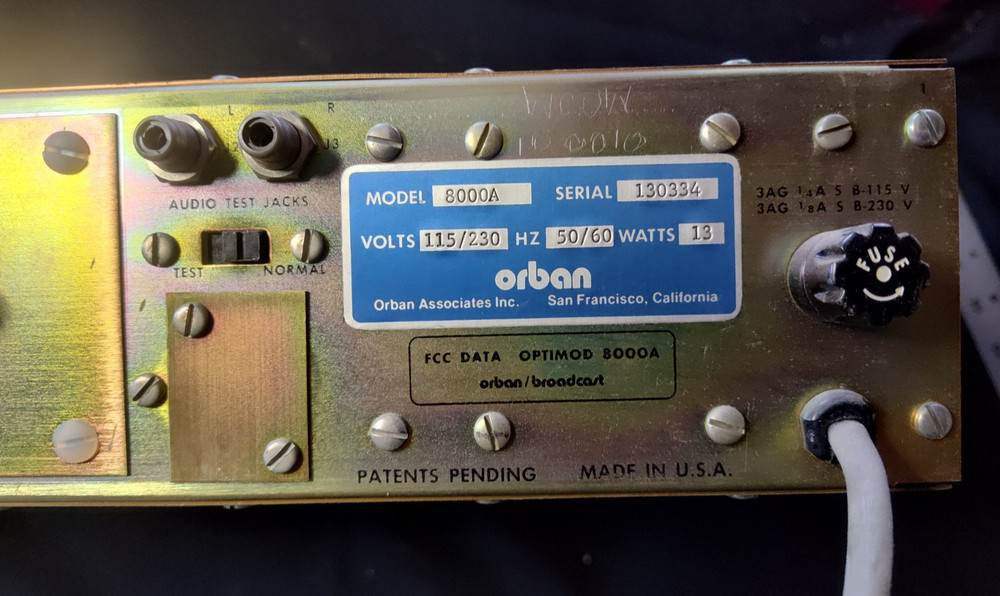 L R
J2 J3
AUDIO TEST JACKS
TEST NORMAL
MODEL 8000A SERIAL 130334
VOLTS 115/230 HZ 50/60 WATTS 13
orban
Orban Associates Inc. San Francisco, California
FCC DATA OPTIMOD 8000A
orban/broadcast
PATENTS PENDING MADE IN U.S.A.
3AG 1/4A S B-115 V
3AG 1/8A S B-230 V
FUSE